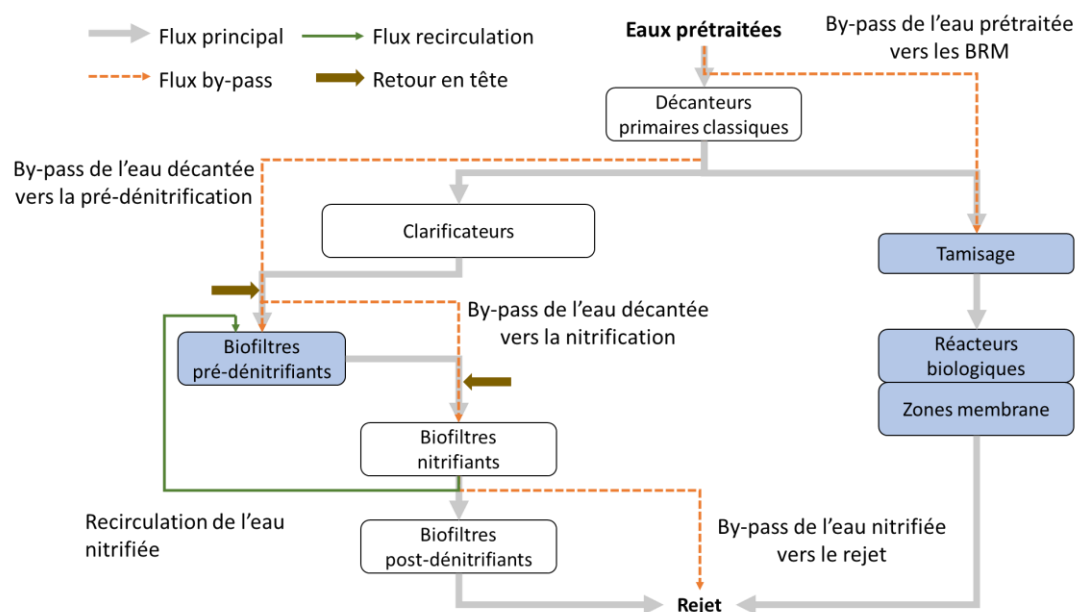 Flux principal
Flux recirculation
Flux by-pass
Retour en tête
Eaux prétraitées
By-pass de l’eau prétraitée
vers les BRM
Décanteurs
primaires classiques
By-pass de l’eau décantée
vers la pré-dénitrification
Clarificateurs
Tamisage
By-pass de l’eau décantée
vers la nitrification
Biofiltres
pré-dénitrifiants
Réacteurs
biologiques
Zones membrane
Biofiltres
nitrifiants
Recirculation de l’eau
nitrifiée
Biofiltres
post-dénitrifiants
By-pass de l’eau nitrifiée
vers le rejet
Rejet